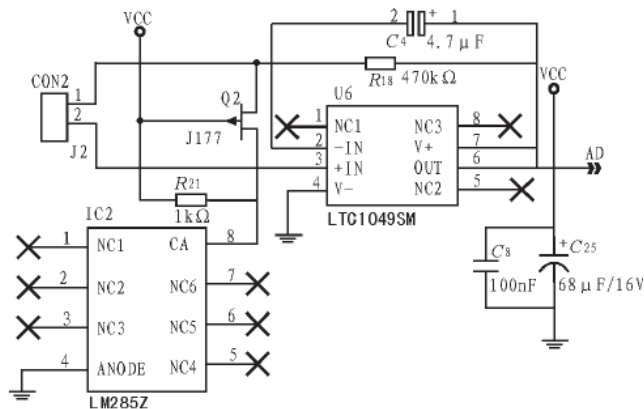 VCC
2 + 1
C4
4.7μF
CON2
1
2
J2
Q2
J177
R18 470kΩ
U6
VCC
1 NC1 NC3 8
2 -IN V+ 7
3 +IN OUT 6
4 V- NC2 5
LTC1049SM
AD
R21
1kΩ
IC2
1 NC1 CA 8
2 NC2 NC6 7
3 NC3 NC5 6
4 ANODE NC4 5
LM285Z
C8
100nF
+ C25
68μF/16V